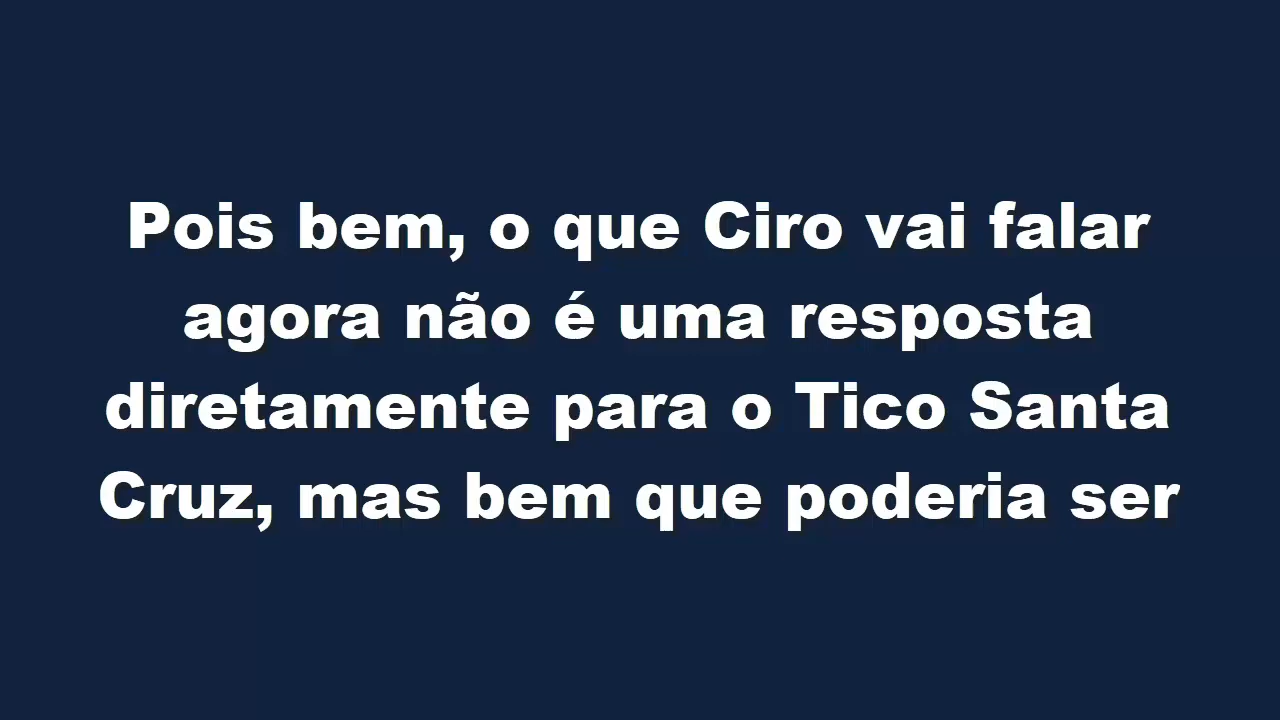 Pois bem, o que Ciro vai falar
agora não é uma resposta
diretamente para o Tico Santa
Cruz, mas bem que poderia ser